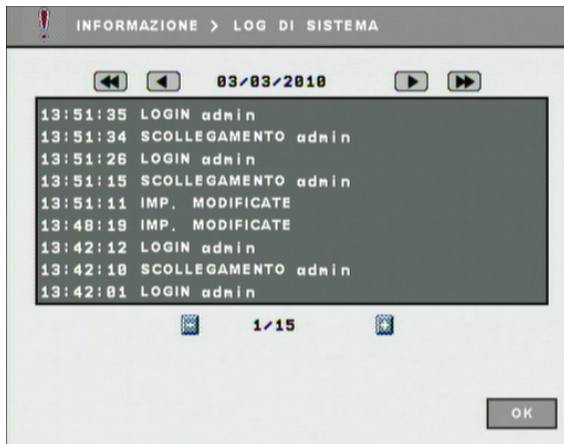 INFORMAZIONE > LOG DI SISTEMA
03/03/2010
13:51:35 LOGIN admin
13:51:34 SCOLLEGAMENTO admin
13:51:26 LOGIN admin
13:51:15 SCOLLEGAMENTO admin
13:51:11 IMP. MODIFICATE
13:48:19 IMP. MODIFICATE
13:42:12 LOGIN admin
13:42:10 SCOLLEGAMENTO admin
13:42:01 LOGIN admin
1/15
OK